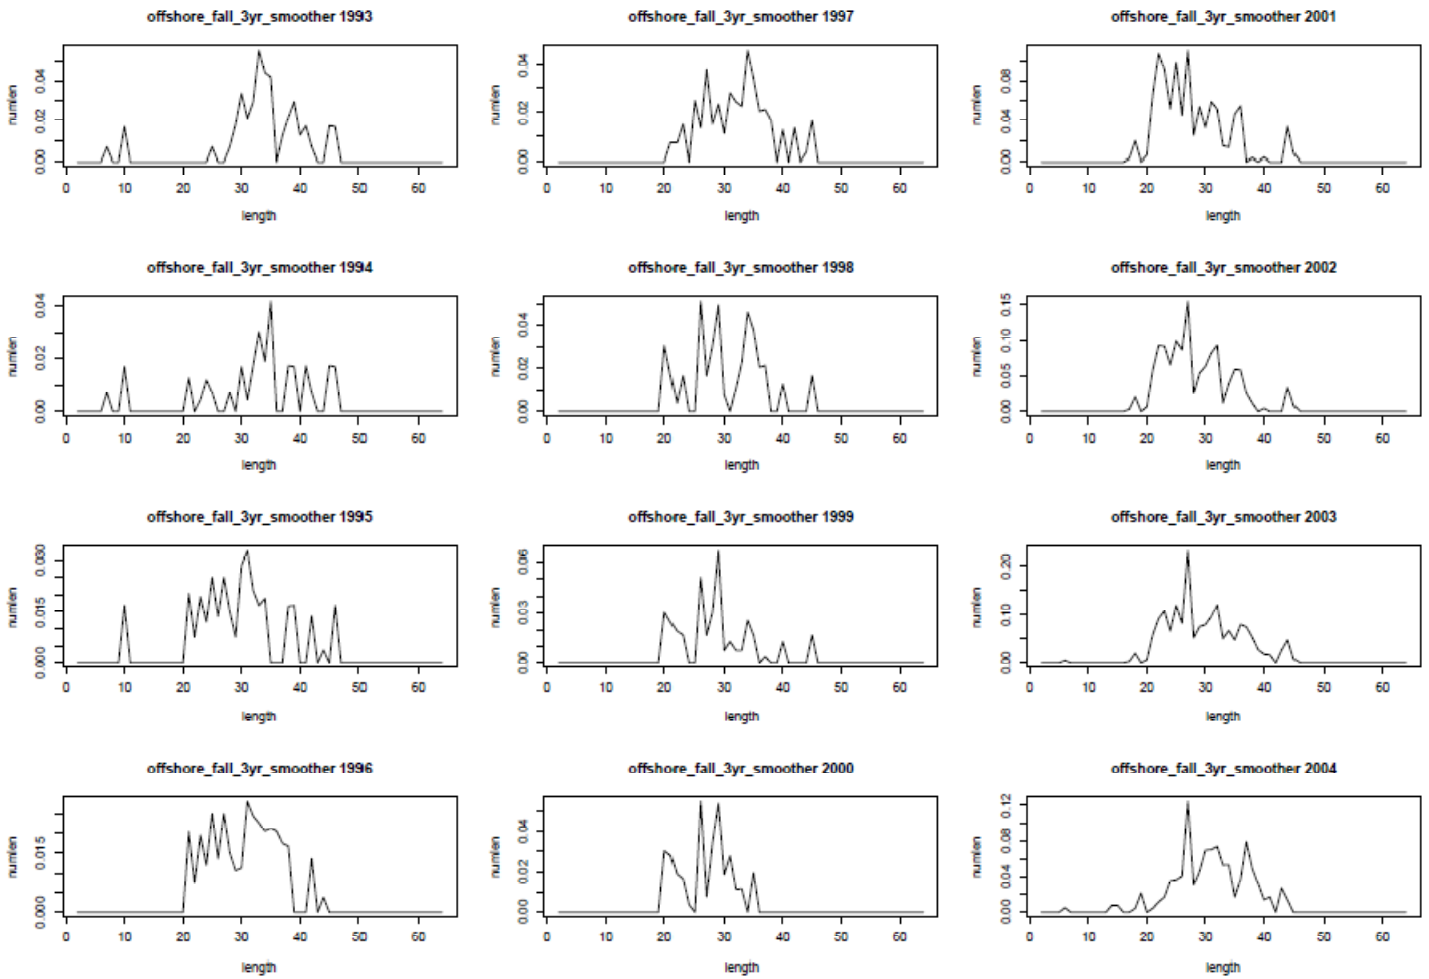 offshore_fall_3yr_smoother 1993
numlen
0.00 0.02 0.04
0 10 20 30 40 50 60
length
offshore_fall_3yr_smoother 1997
numlen
0.00 0.02 0.04
0 10 20 30 40 50 60
length
offshore_fall_3yr_smoother 2001
numlen
0.00 0.04 0.08
0 10 20 30 40 50 60
length
offshore_fall_3yr_smoother 1994
numlen
0.00 0.02 0.04
0 10 20 30 40 50 60
length
offshore_fall_3yr_smoother 1998
numlen
0.00 0.02 0.04
0 10 20 30 40 50 60
length
offshore_fall_3yr_smoother 2002
numlen
0.00 0.05 0.10 0.15
0 10 20 30 40 50 60
length
offshore_fall_3yr_smoother 1995
numlen
0.000 0.015 0.030
0 10 20 30 40 50 60
length
offshore_fall_3yr_smoother 1999
numlen
0.00 0.03 0.06
0 10 20 30 40 50 60
length
offshore_fall_3yr_smoother 2003
numlen
0.00 0.10 0.20
0 10 20 30 40 50 60
length
offshore_fall_3yr_smoother 1996
numlen
0.000 0.015
0 10 20 30 40 50 60
length
offshore_fall_3yr_smoother 2000
numlen
0.00 0.02 0.04
0 10 20 30 40 50 60
length
offshore_fall_3yr_smoother 2004
numlen
0.00 0.04 0.08 0.12
0 10 20 30 40 50 60
length